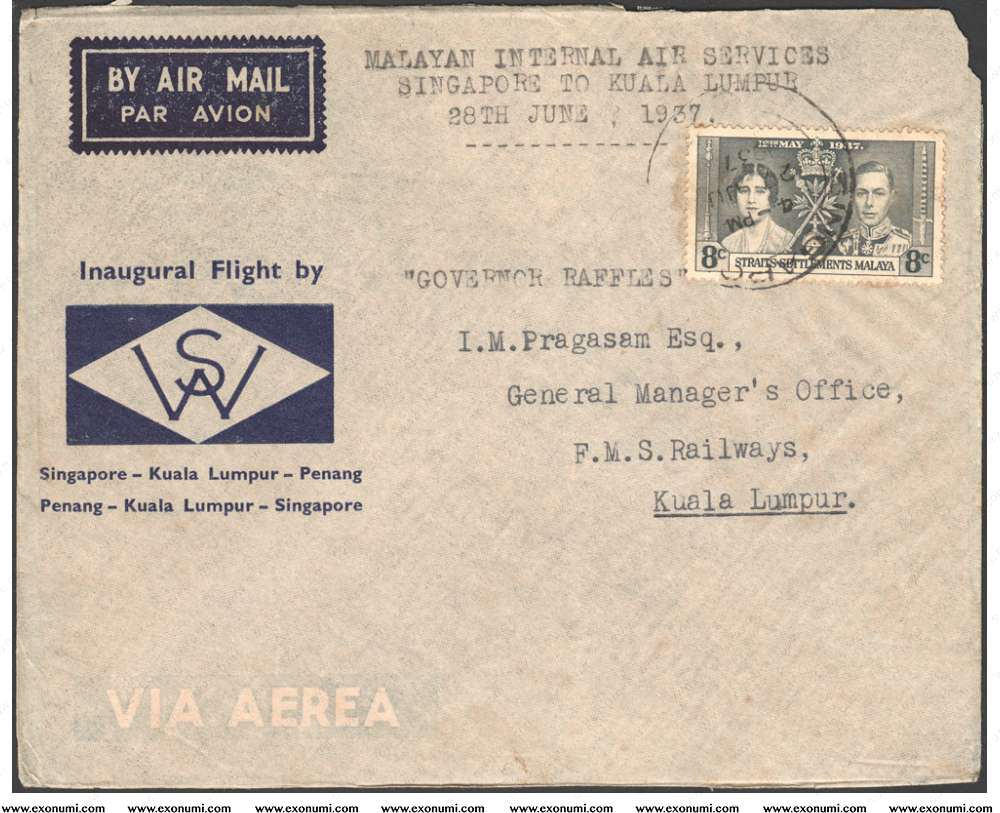 BY AIR MAIL
PAR AVION
MALAYAN INTERNAL AIR SERVICES
SINGAPORE TO KUALA LUMPUR
28TH JUNE , 1937.
12TH MAY 1937.
8c STRAITS SETTLEMENTS MALAYA 8c
4 - PM
Inaugural Flight by
WSA
Singapore - Kuala Lumpur - Penang
Penang - Kuala Lumpur - Singapore
"GOVERNOR RAFFLES"
I.M.Pragasam Esq.,
General Manager's Office,
F.M.S.Railways,
Kuala Lumpur.
VIA AEREA
www.exonumi.com www.exonumi.com www.exonumi.com www.exonumi.com www.exonumi.com www.exonumi.com www.exonumi.com www.exonumi.com